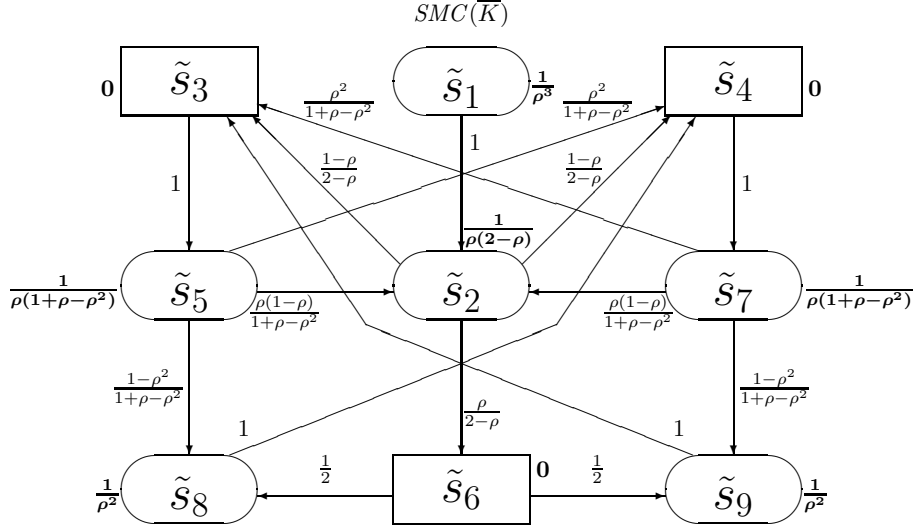 SMC(K̅)
0 s̃₃ s̃₁ 1/ρ³ s̃₄ 0
ρ²/(1+ρ−ρ²) ρ²/(1+ρ−ρ²)
1
(1−ρ)/(2−ρ) (1−ρ)/(2−ρ)
1 1
1/(ρ(2−ρ))
1/(ρ(1+ρ−ρ²)) s̃₅ s̃₂ s̃₇ 1/(ρ(1+ρ−ρ²))
ρ(1−ρ)/(1+ρ−ρ²) ρ(1−ρ)/(1+ρ−ρ²)
(1−ρ²)/(1+ρ−ρ²) (1−ρ²)/(1+ρ−ρ²)
ρ/(2−ρ)
1 1
1/2 0 1/2
1/ρ² s̃₈ s̃₆ s̃₉ 1/ρ²